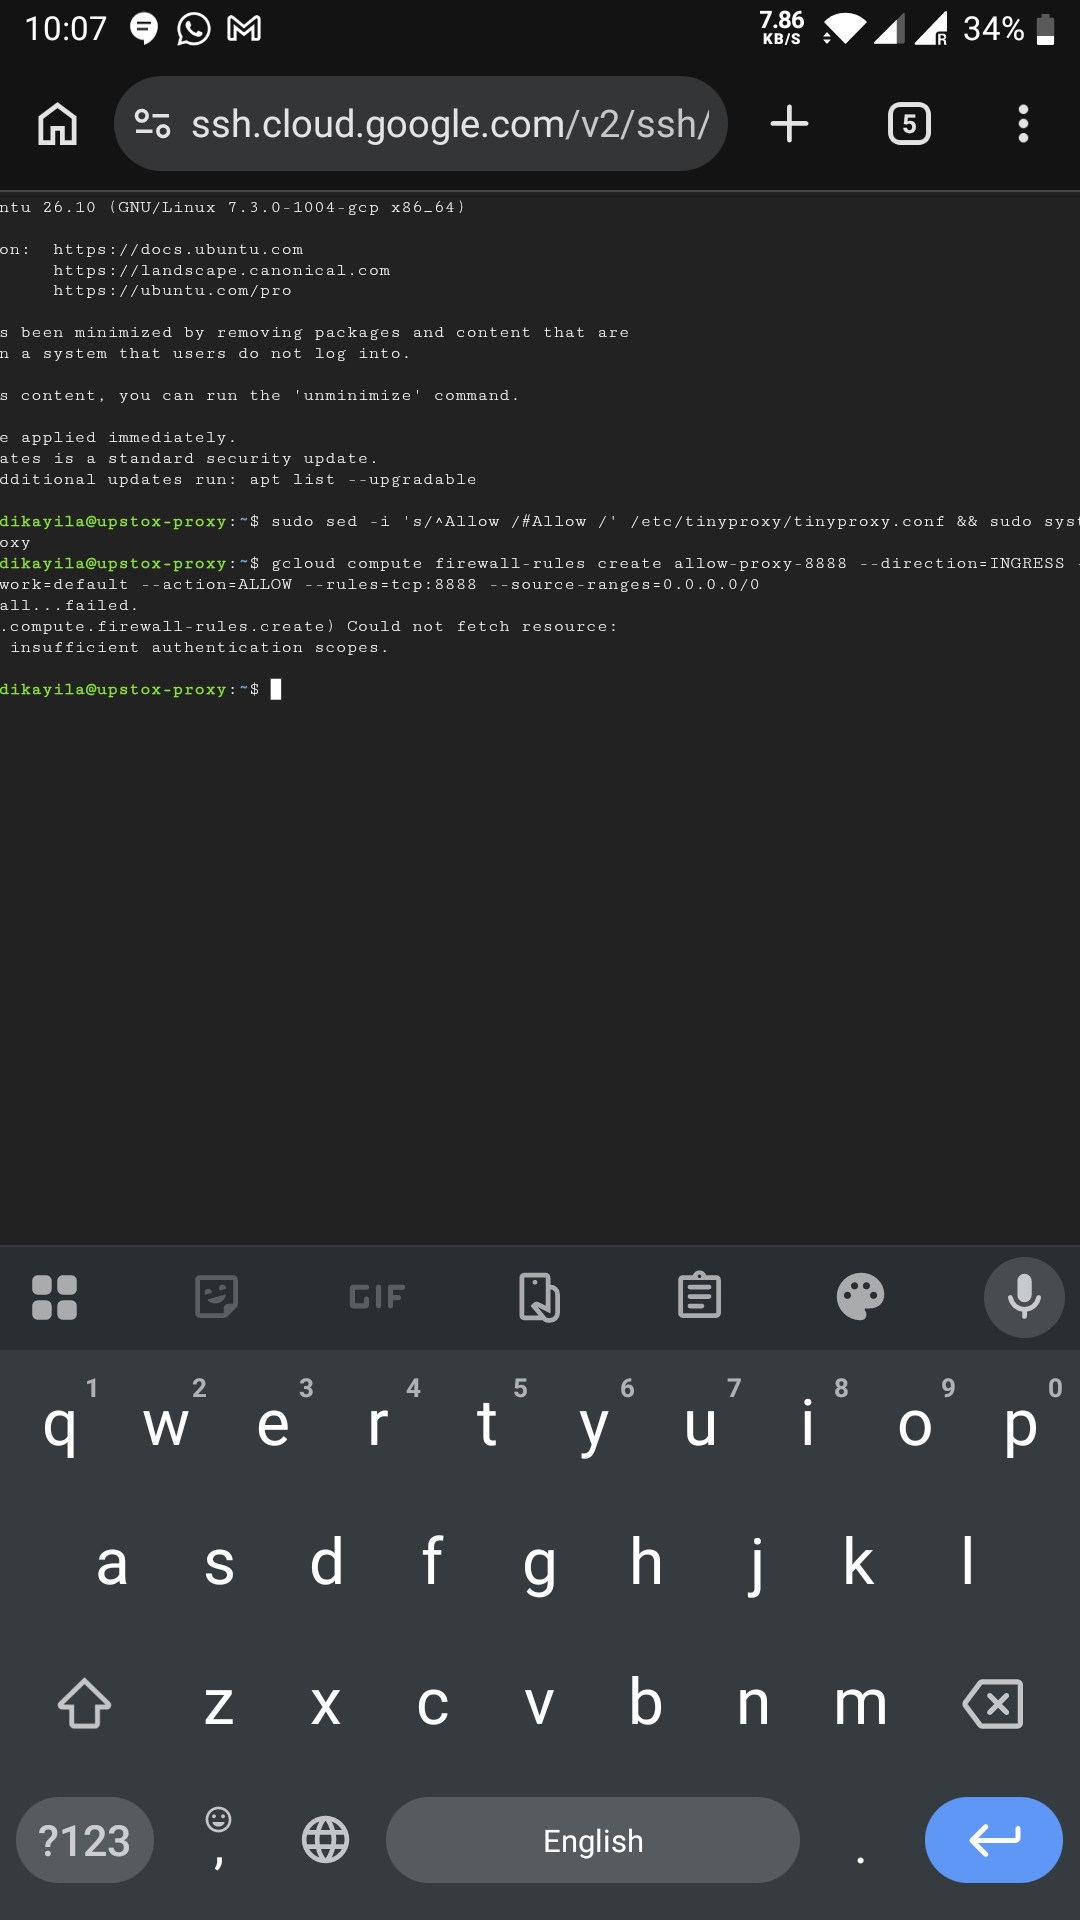 10:07 7.86 KB/S R 34%
ssh.cloud.google.com/v2/ssh/ 5
ntu 26.10 (GNU/Linux 7.3.0-1004-gcp x86_64)
on: https://docs.ubuntu.com
https://landscape.canonical.com
https://ubuntu.com/pro
s been minimized by removing packages and content that are
n a system that users do not log into.
s content, you can run the 'unminimize' command.
e applied immediately.
ates is a standard security update.
dditional updates run: apt list --upgradable
dikayila@upstox-proxy:~$ sudo sed -i 's/^Allow /#Allow /' /etc/tinyproxy/tinyproxy.conf && sudo syst
oxy
dikayila@upstox-proxy:~$ gcloud compute firewall-rules create allow-proxy-8888 --direction=INGRESS -
work=default --action=ALLOW --rules=tcp:8888 --source-ranges=0.0.0.0/0
all...failed.
.compute.firewall-rules.create) Could not fetch resource:
insufficient authentication scopes.
dikayila@upstox-proxy:~$
GIF
1 2 3 4 5 6 7 8 9 0
q w e r t y u i o p
a s d f g h j k l
z x c v b n m
?123 , English .